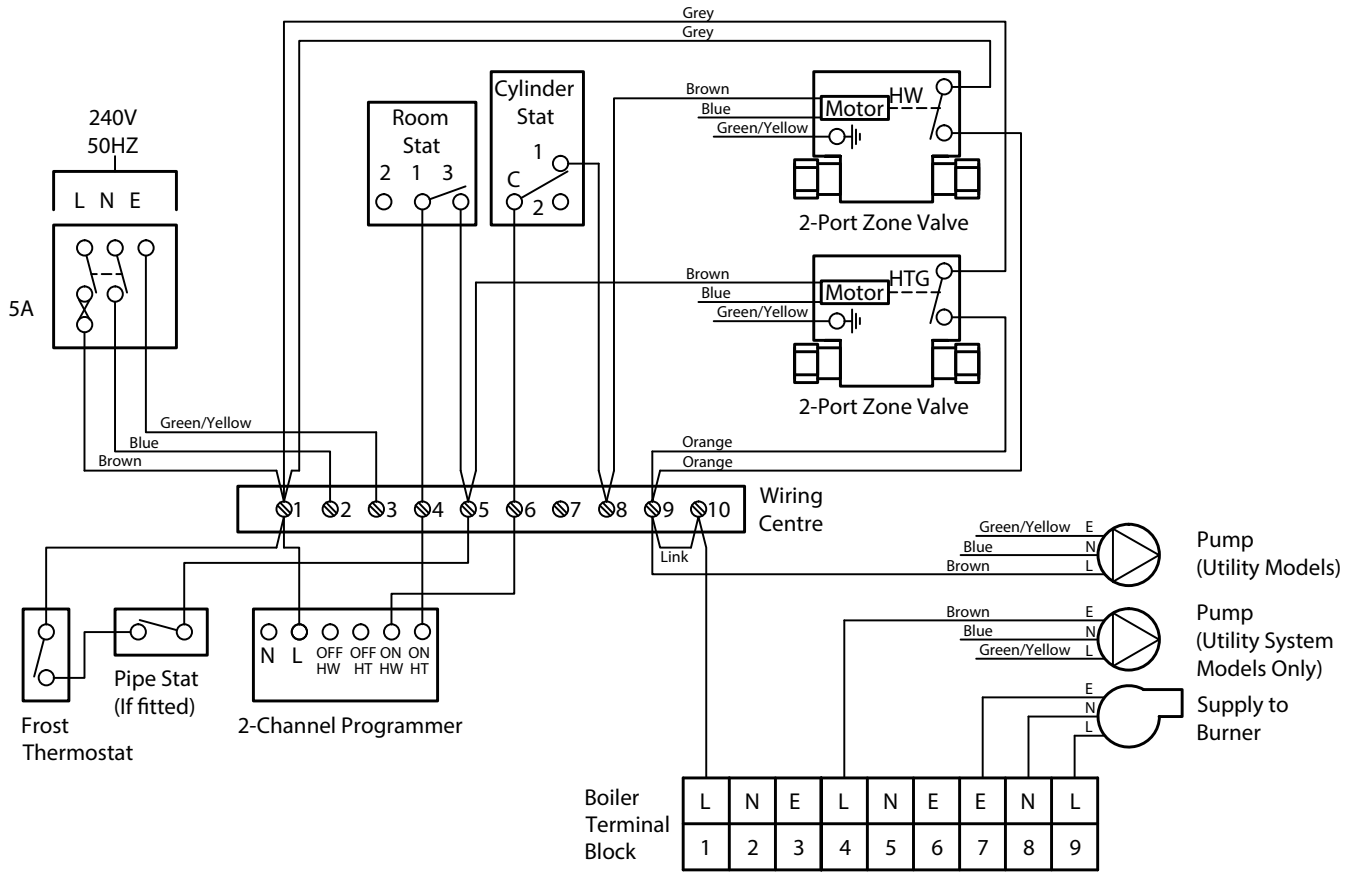 Grey
Grey
240V
50HZ
L N E
5A
Room
Stat
2 1 3
Cylinder
Stat
1
C
2
Brown
Blue
Green/Yellow
HW
Motor
2-Port Zone Valve
Brown
Blue
Green/Yellow
HTG
Motor
2-Port Zone Valve
Green/Yellow
Blue
Brown
Orange
Orange
1 2 3 4 5 6 7 8 9 10
Wiring
Centre
Link
Green/Yellow E
Blue N
Brown L
Pump
(Utility Models)
Brown E
Blue N
Green/Yellow L
Pump
(Utility System
Models Only)
E
N
L
Supply to
Burner
Frost
Thermostat
Pipe Stat
(If fitted)
N L OFF HW OFF HT ON HW ON HT
2-Channel Programmer
Boiler
Terminal
Block
L N E L N E E N L
1 2 3 4 5 6 7 8 9